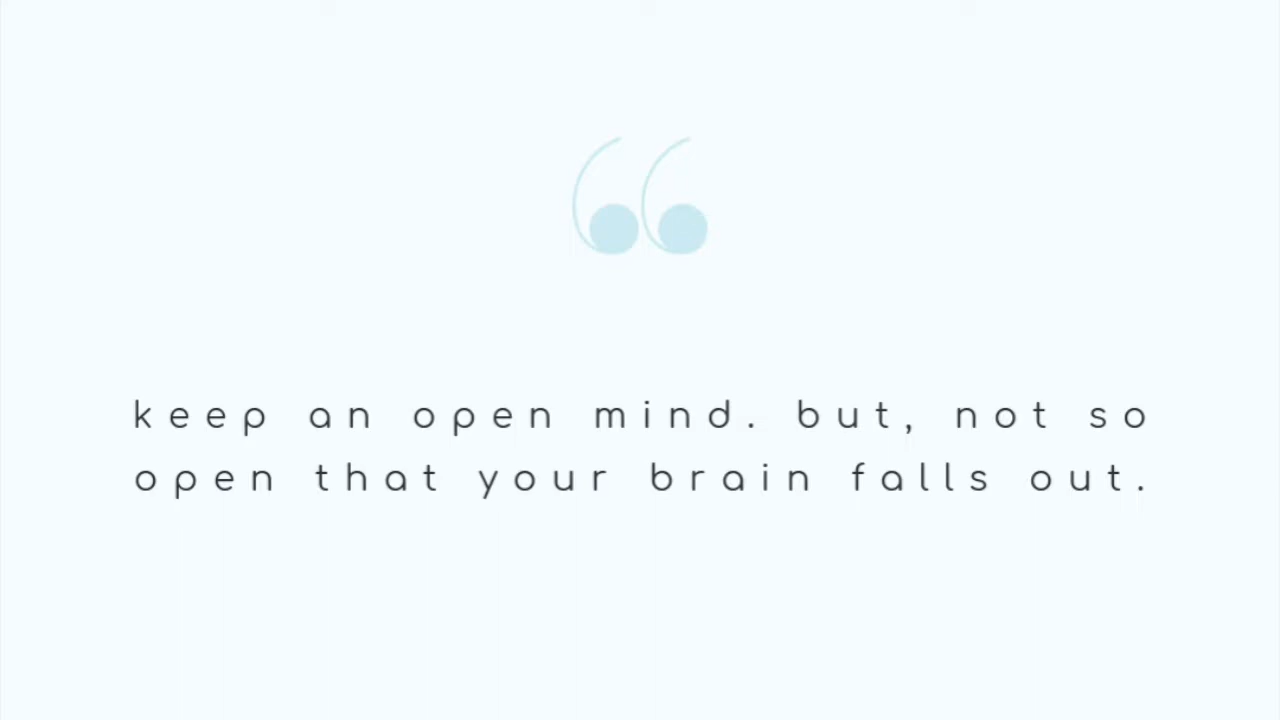 “
keep an open mind. but, not so
open that your brain falls out.